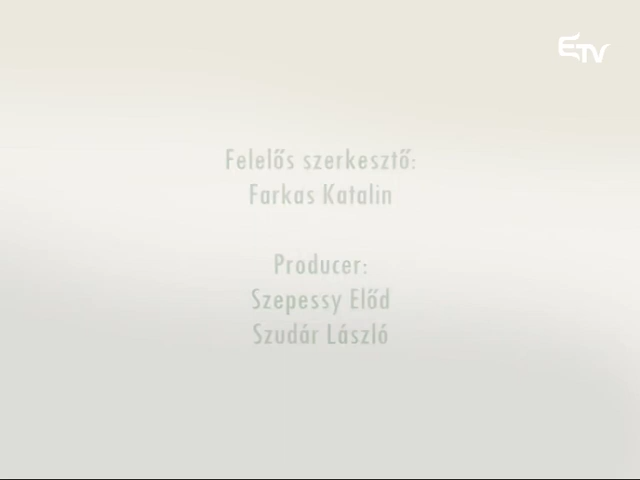 ETV
Felelős szerkesztő:
Farkas Katalin
Producer:
Szepessy Előd
Szudár László